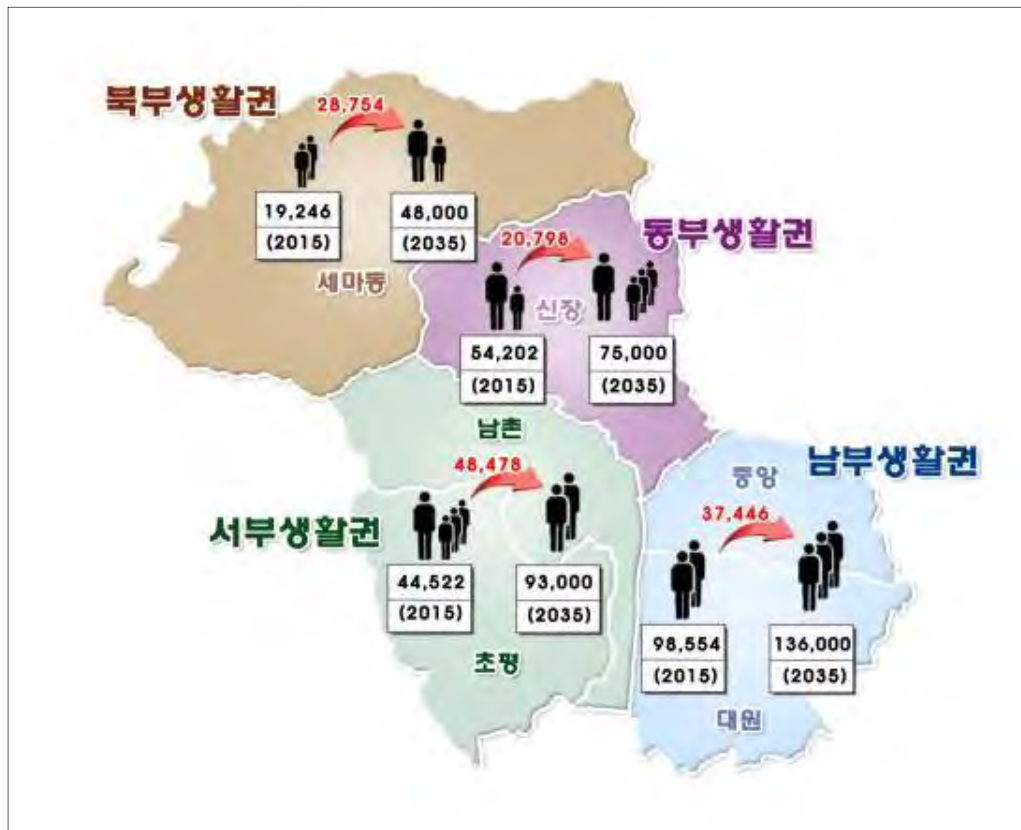 북부생활권
28,754
19,246
(2015)
48,000
(2035)
세마동
동부생활권
20,798
신장
54,202
(2015)
75,000
(2035)
남촌
서부생활권
48,478
44,522
(2015)
93,000
(2035)
초평
남부생활권
중앙
37,446
98,554
(2015)
136,000
(2035)
대원